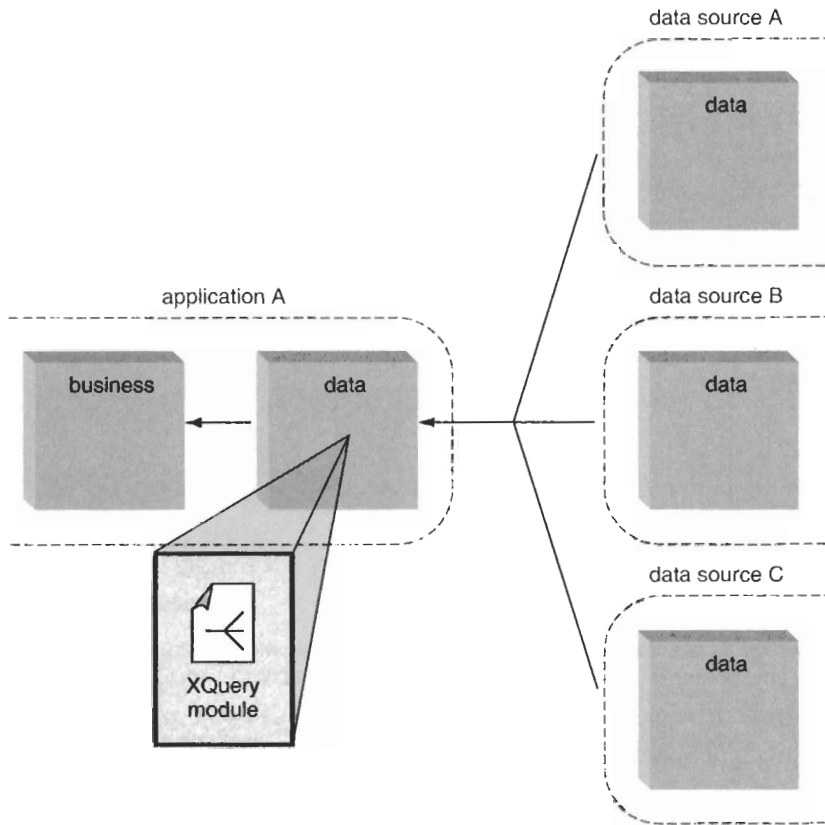 data source A
data
application A
data source B
business
data
data
data source C
XQuery
module
data